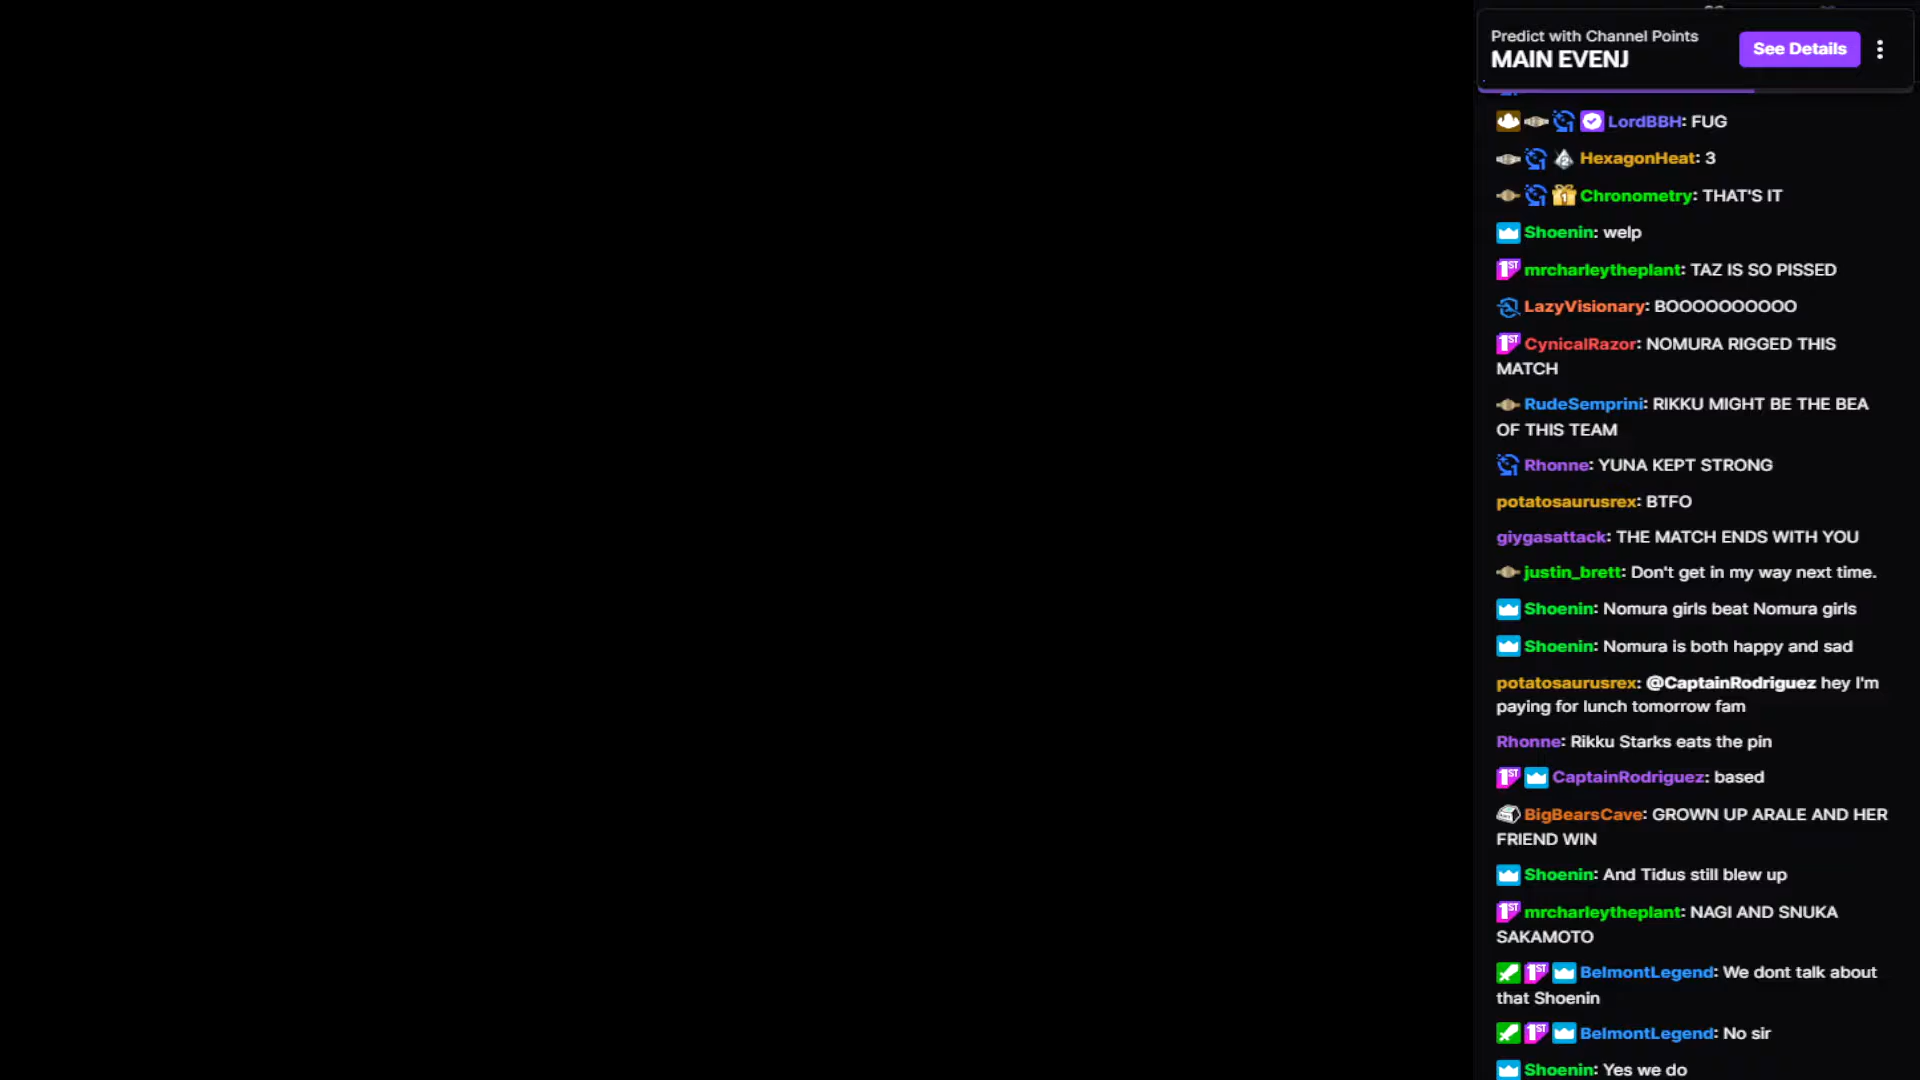 Predict with Channel Points
MAIN EVENJ
See Details
LordBBH: FUG
HexagonHeat: 3
Chronometry: THAT'S IT
Shoenin: welp
mrcharleytheplant: TAZ IS SO PISSED
LazyVisionary: BOOOOOOOOOO
CynicalRazor: NOMURA RIGGED THIS
MATCH
RudeSemprini: RIKKU MIGHT BE THE BEA
OF THIS TEAM
Rhonne: YUNA KEPT STRONG
potatosaurusrex: BTFO
giygasattack: THE MATCH ENDS WITH YOU
justin_brett: Don't get in my way next time.
Shoenin: Nomura girls beat Nomura girls
Shoenin: Nomura is both happy and sad
potatosaurusrex: @CaptainRodriguez hey I'm
paying for lunch tomorrow fam
Rhonne: Rikku Starks eats the pin
CaptainRodriguez: based
BigBearsCave: GROWN UP ARALE AND HER
FRIEND WIN
Shoenin: And Tidus still blew up
mrcharleytheplant: NAGI AND SNUKA
SAKAMOTO
BelmontLegend: We dont talk about
that Shoenin
BelmontLegend: No sir
Shoenin: Yes we do